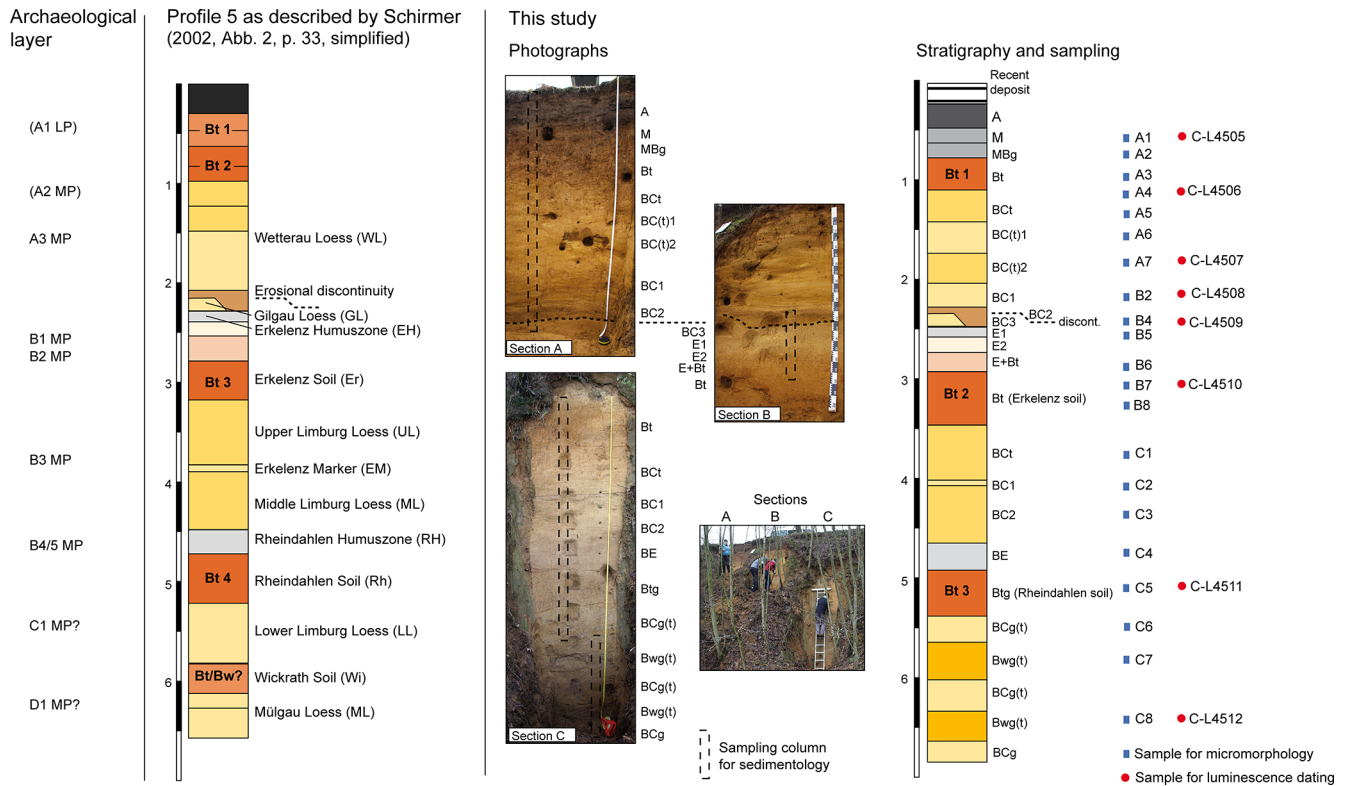 Archaeological
layer
(A1 LP)
(A2 MP)
A3 MP
B1 MP
B2 MP
B3 MP
B4/5 MP
C1 MP?
D1 MP?
Profile 5 as described by Schirmer
(2002, Abb. 2, p. 33, simplified)
1
2
3
4
5
6
Bt 1
Bt 2
Bt 3
Bt 4
Bt/Bw?
Wetterau Loess (WL)
Erosional discontinuity
Gilgau Loess (GL)
Erkelenz Humuszone (EH)
Erkelenz Soil (Er)
Upper Limburg Loess (UL)
Erkelenz Marker (EM)
Middle Limburg Loess (ML)
Rheindahlen Humuszone (RH)
Rheindahlen Soil (Rh)
Lower Limburg Loess (LL)
Wickrath Soil (Wi)
Mülgau Loess (ML)
This study
Photographs
A
M
MBg
Bt
BCt
BC(t)1
BC(t)2
BC1
BC2
Section A
BC3
E1
E2
E+Bt
Bt
Section B
Bt
BCt
BC1
BC2
BE
Btg
BCg(t)
Bwg(t)
BCg(t)
Bwg(t)
BCg
Section C
Sections
A B C
Sampling column
for sedimentology
Stratigraphy and sampling
1
2
3
4
5
6
Bt 1
Bt 2
Bt 3
Recent
deposit
A
M
MBg
Bt
BCt
BC(t)1
BC(t)2
BC1
BC2
BC3
discont.
E1
E2
E+Bt
Bt (Erkelenz soil)
BCt
BC1
BC2
BE
Btg (Rheindahlen soil)
BCg(t)
Bwg(t)
BCg(t)
Bwg(t)
BCg
A1
A2
A3
A4
A5
A6
A7
B2
B4
B5
B6
B7
B8
C1
C2
C3
C4
C5
C6
C7
C8
C-L4505
C-L4506
C-L4507
C-L4508
C-L4509
C-L4510
C-L4511
C-L4512
Sample for micromorphology
Sample for luminescence dating